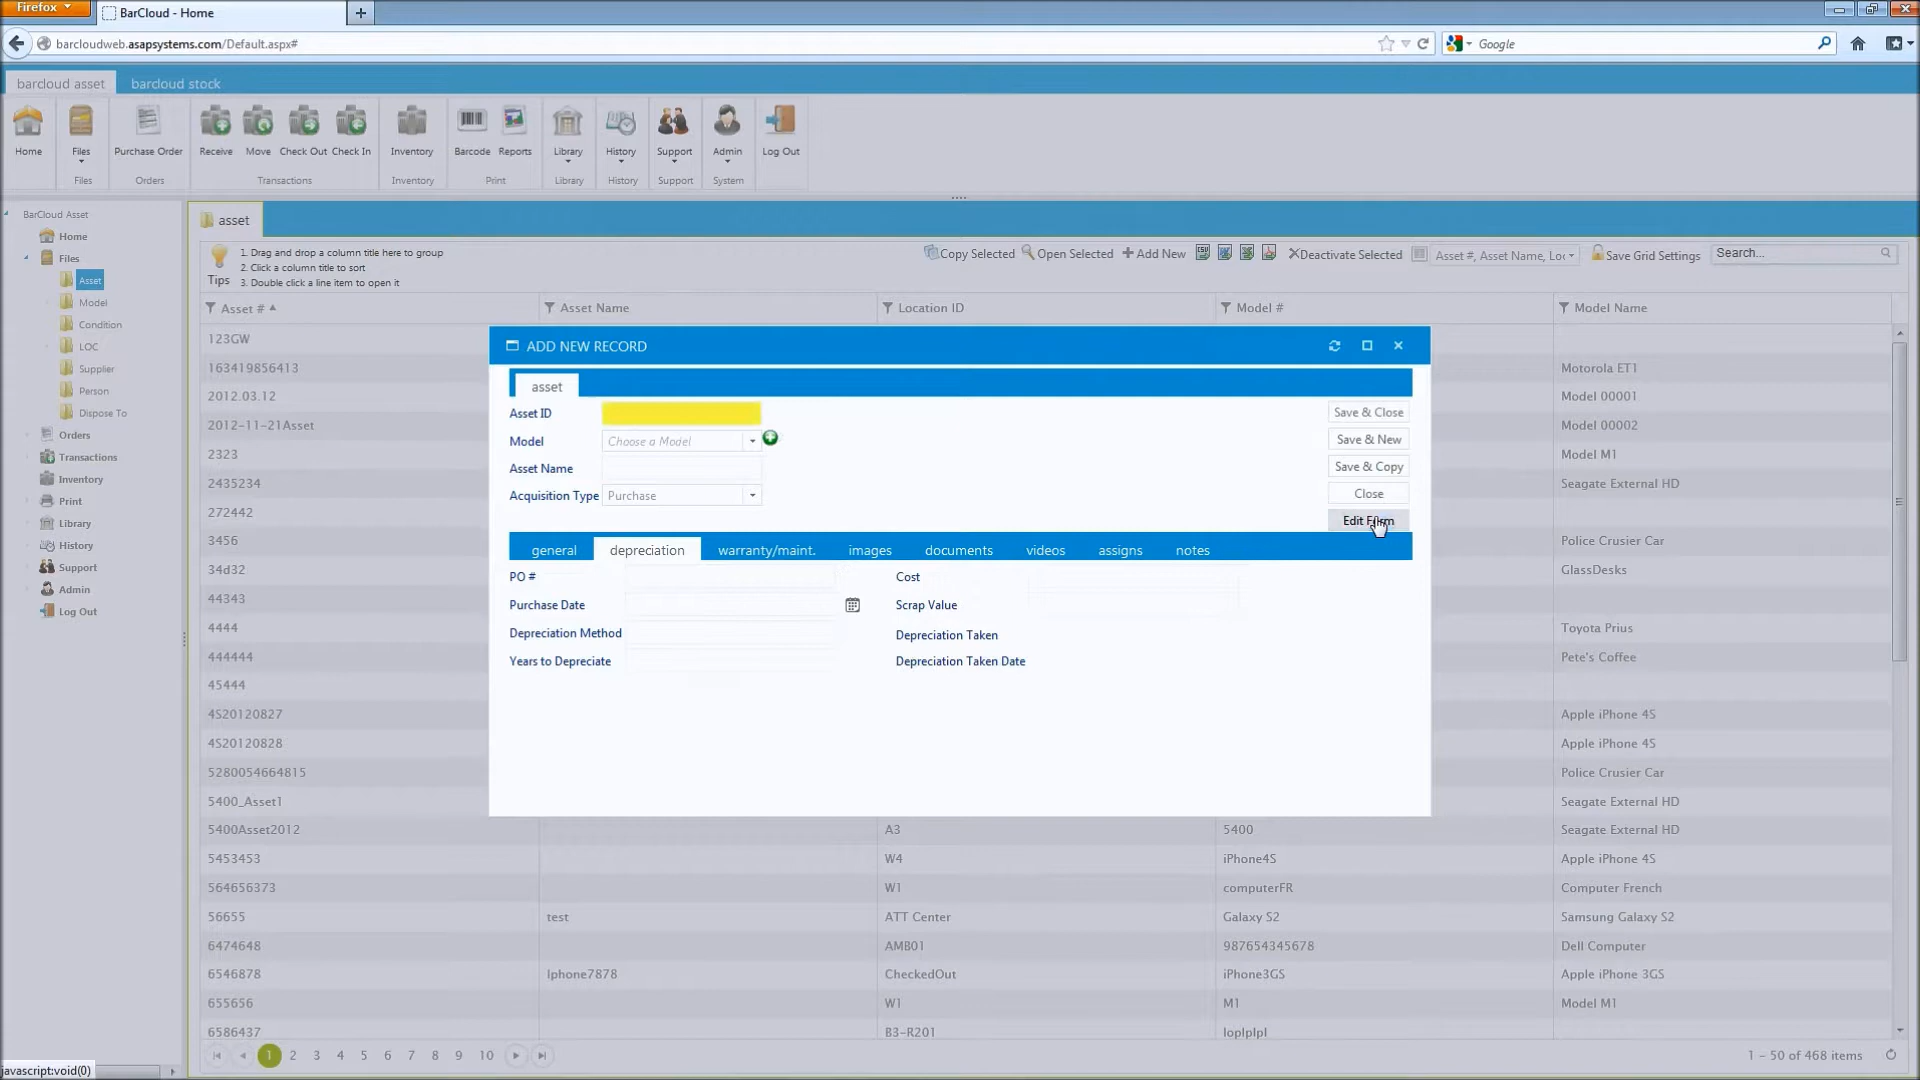 Firefox
BarCloud - Home
barcloudweb.asapsystems.com/Default.aspx#
Google
barcloud asset
barcloud stock
Home
Files
Purchase Order
Receive
Move
Check Out
Check In
Inventory
Barcode
Reports
Library
History
Support
Admin
Log Out
Files
Orders
Transactions
Inventory
Print
Library
History
Support
System
BarCloud Asset
Home
Files
Asset
Model
Condition
LOC
Supplier
Person
Dispose To
Orders
Transactions
Inventory
Print
Library
History
Support
Admin
Log Out
asset
Tips
1. Drag and drop a column title here to group
2. Click a column title to sort
3. Double click a line item to open it
Copy Selected
Open Selected
Add New
Deactivate Selected
Asset #, Asset Name, Loc
Save Grid Settings
Search...
Asset # Asset Name Location ID Model # Model Name
123GW
163419856413 Motorola ET1
2012.03.12 Model 00001
2012-11-21Asset Model 00002
2323 Model M1
2435234 Seagate External HD
272442
3456 Police Crusier Car
34d32 GlassDesks
44343
4444 Toyota Prius
444444 Pete's Coffee
45444
4S20120827 Apple iPhone 4S
4S20120828 Apple iPhone 4S
5280054664815 Police Crusier Car
5400_Asset1 Seagate External HD
5400Asset2012 A3 5400 Seagate External HD
5453453 W4 iPhone4S Apple iPhone 4S
564656373 W1 computerFR Computer French
56655 test ATT Center Galaxy S2 Samsung Galaxy S2
6474648 AMB01 987654345678 Dell Computer
6546878 Iphone7878 CheckedOut iPhone3GS Apple iPhone 3GS
655656 W1 M1 Model M1
6586437 B3-R201 loplplpl
ADD NEW RECORD
asset
Asset ID
Model Choose a Model
Asset Name
Acquisition Type Purchase
Save & Close
Save & New
Save & Copy
Close
Edit Form
general depreciation warranty/maint. images documents videos assigns notes
PO # Cost
Purchase Date Scrap Value
Depreciation Method Depreciation Taken
Years to Depreciate Depreciation Taken Date
1 2 3 4 5 6 7 8 9 10
1 - 50 of 468 items
javascript:void(0)